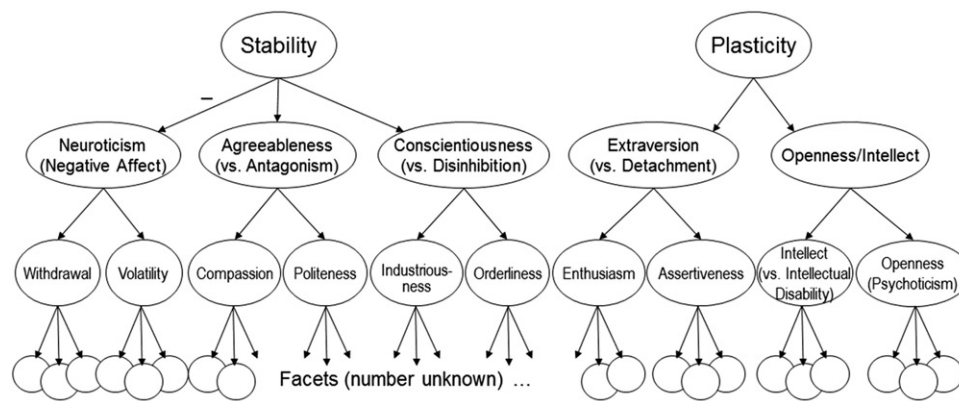 Stability
Plasticity
–
Neuroticism
(Negative Affect)
Agreeableness
(vs. Antagonism)
Conscientiousness
(vs. Disinhibition)
Extraversion
(vs. Detachment)
Openness/Intellect
Withdrawal
Volatility
Compassion
Politeness
Industrious-
ness
Orderliness
Enthusiasm
Assertiveness
Intellect
(vs. Intellectual
Disability)
Openness
(Psychoticism)
Facets (number unknown) ...